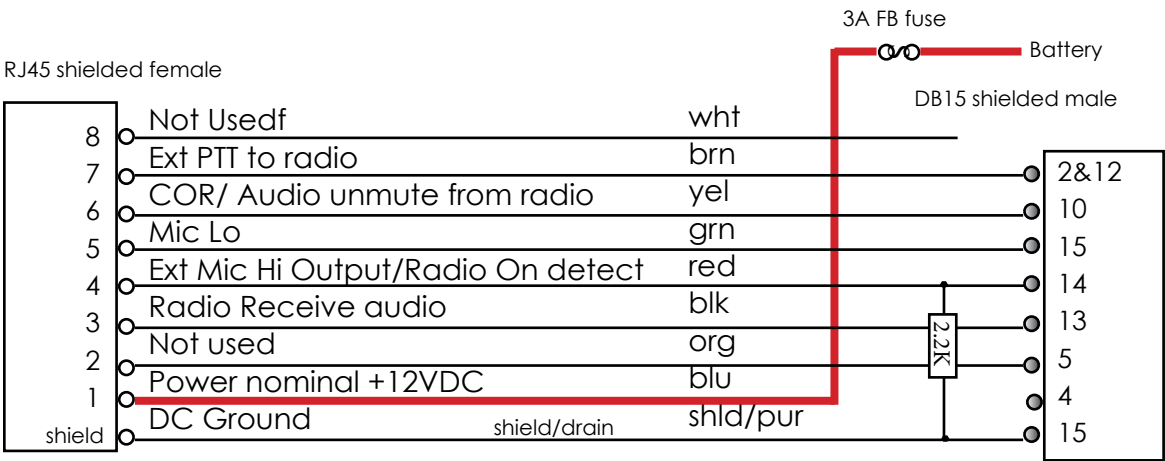 3A FB fuse
Battery
RJ45 shielded female
DB15 shielded male
8 Not Usedf wht
7 Ext PTT to radio brn 2&12
6 COR/ Audio unmute from radio yel 10
5 Mic Lo grn 15
4 Ext Mic Hi Output/Radio On detect red 14
3 Radio Receive audio blk 13
2.2K
2 Not used org 5
1 Power nominal +12VDC blu 4
shield DC Ground shield/drain shld/pur 15